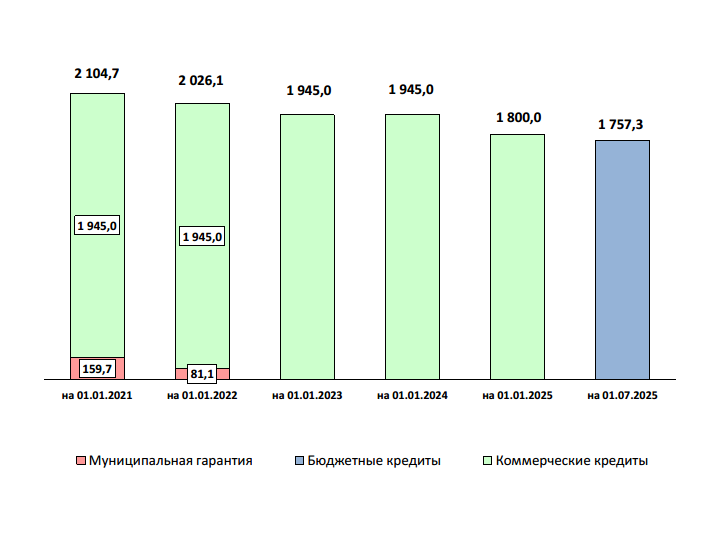 2 104,7
2 026,1
1 945,0
1 945,0
1 800,0
1 757,3
1 945,0
1 945,0
159,7
81,1
на 01.01.2021
на 01.01.2022
на 01.01.2023
на 01.01.2024
на 01.01.2025
на 01.07.2025
Муниципальная гарантия
Бюджетные кредиты
Коммерческие кредиты